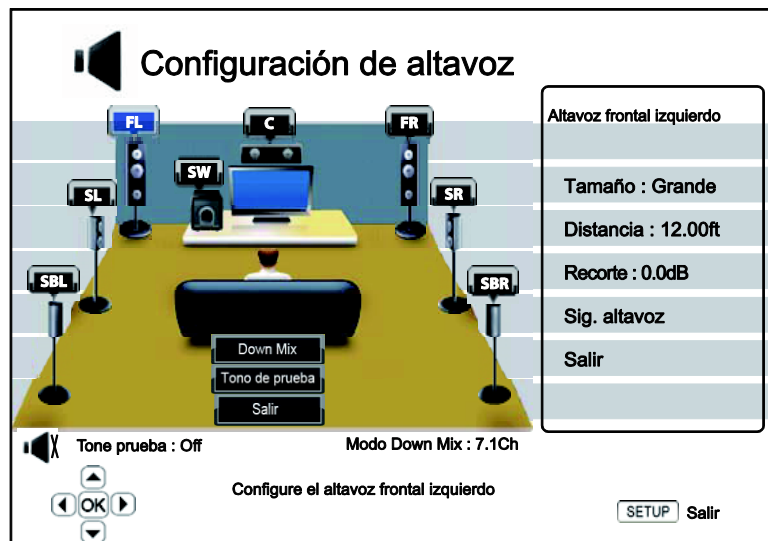 Configuración de altavoz
FL
C
FR
SW
SL
SR
SBL
SBR
Down Mix
Tono de prueba
Salir
Altavoz frontal izquierdo
Tamaño : Grande
Distancia : 12.00ft
Recorte : 0.0dB
Sig. altavoz
Salir
X Tone prueba : Off
Modo Down Mix : 7.1Ch
OK
Configure el altavoz frontal izquierdo
SETUP Salir